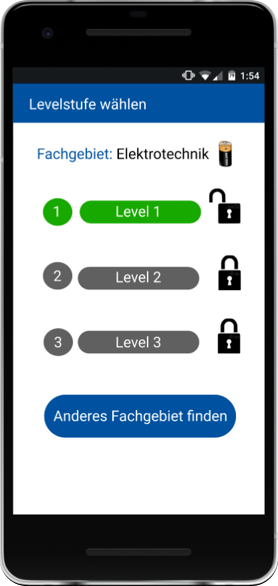 1:54
Levelstufe wählen
Fachgebiet: Elektrotechnik
1 Level 1
2 Level 2
3 Level 3
Anderes Fachgebiet finden